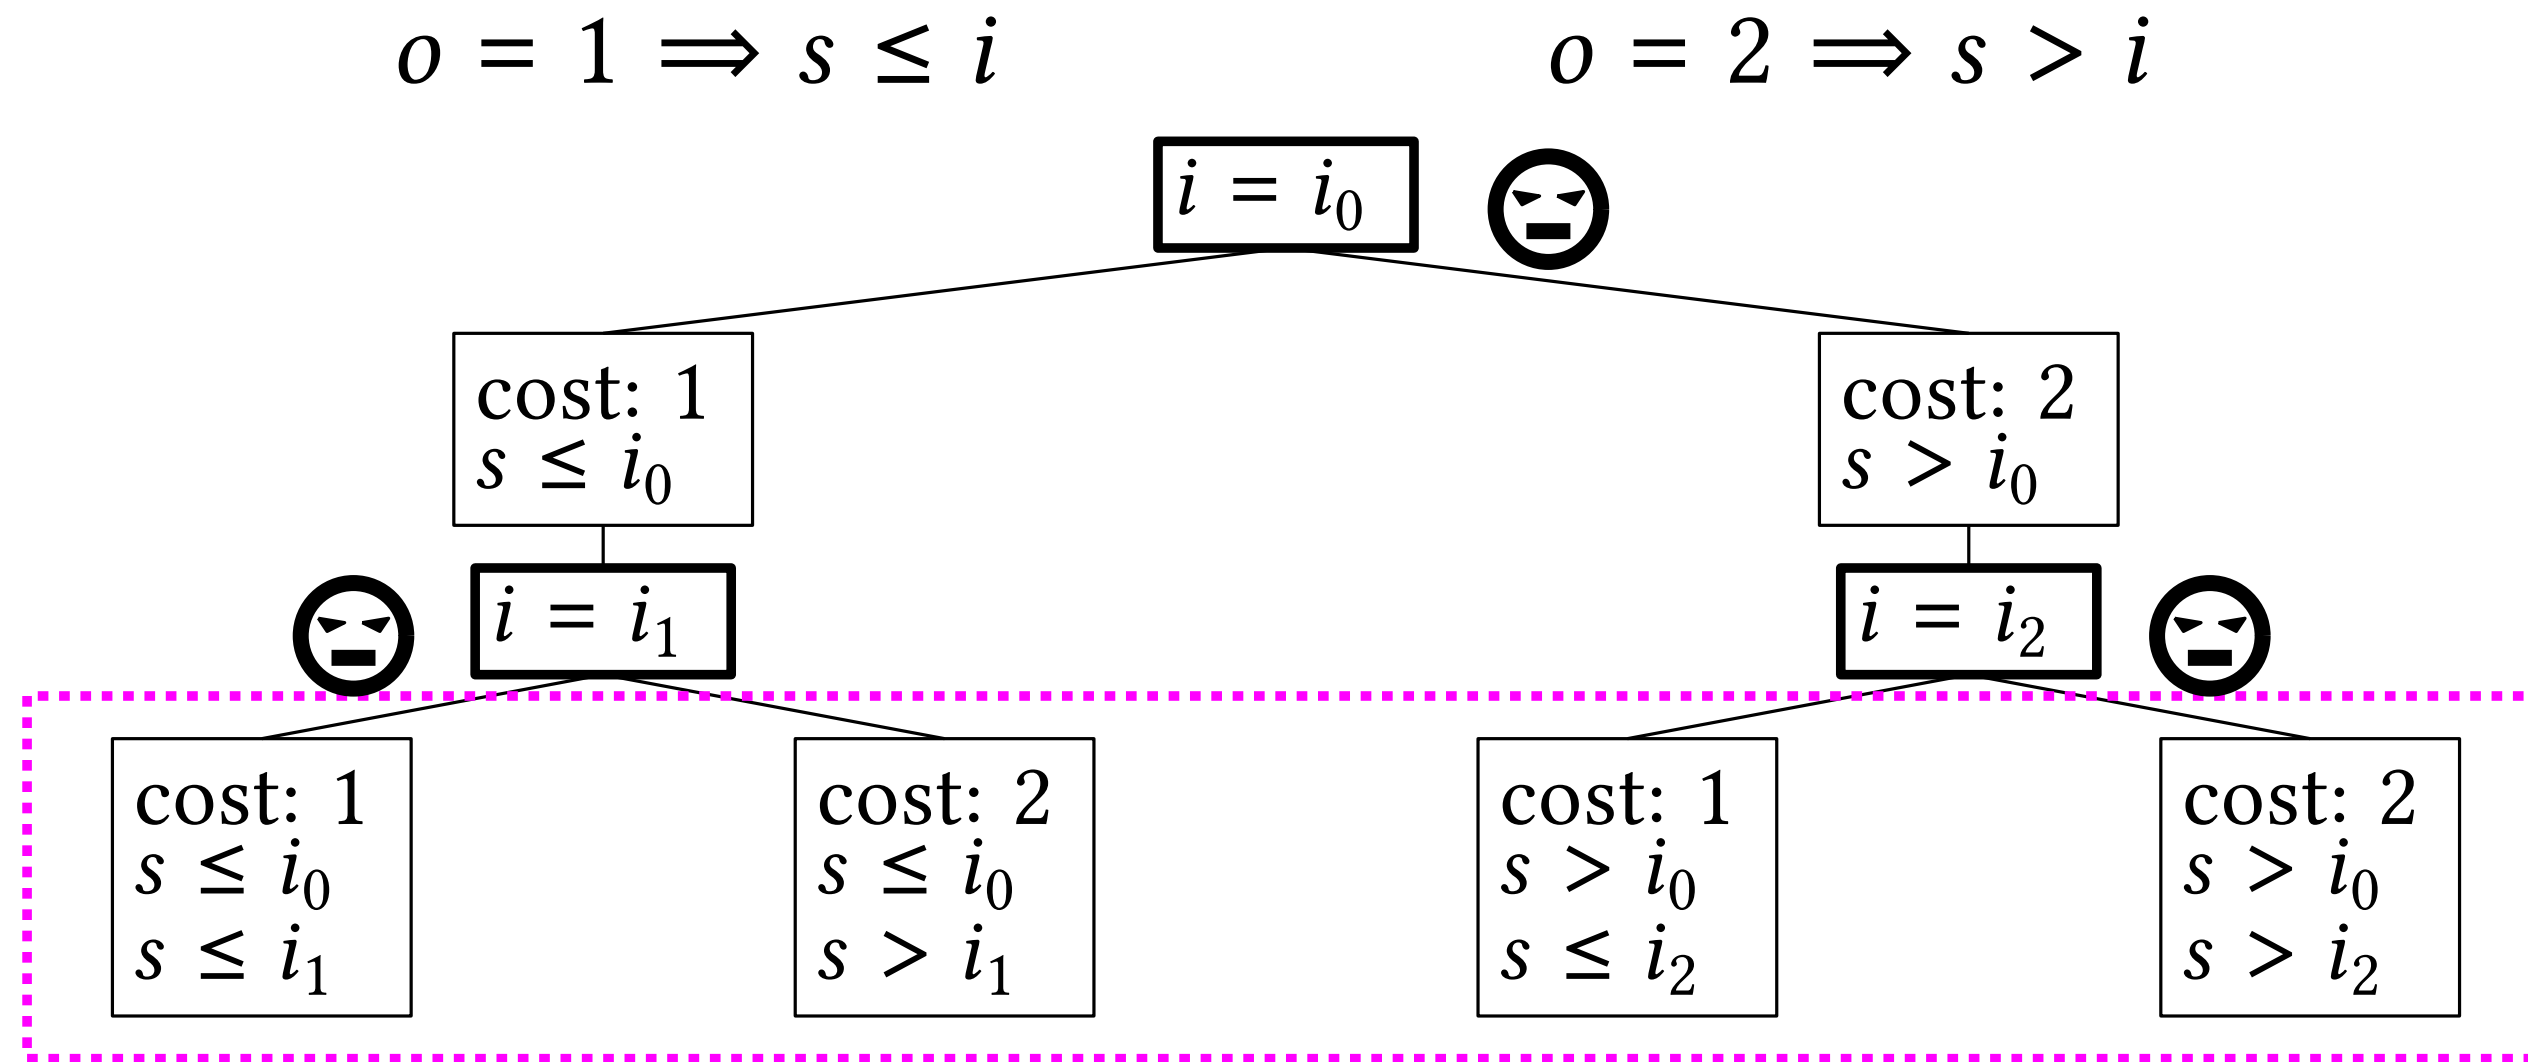 o = 1 ⟹ s ≤ i
o = 2 ⟹ s > i
i = i₀
cost: 1
s ≤ i₀
cost: 2
s > i₀
i = i₁
i = i₂
cost: 1
s ≤ i₀
s ≤ i₁
cost: 2
s ≤ i₀
s > i₁
cost: 1
s > i₀
s ≤ i₂
cost: 2
s > i₀
s > i₂